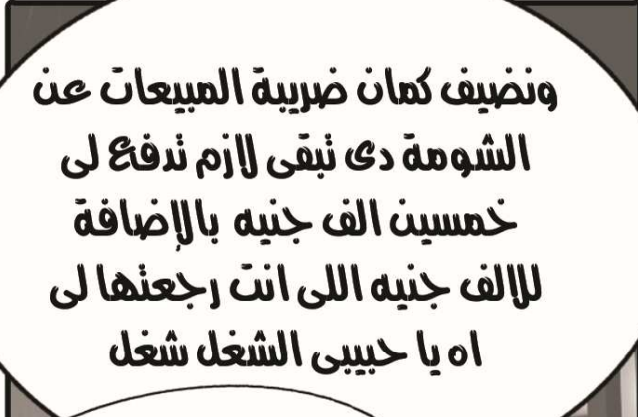 ونضيف كمان ضريبة المبيعات عن
الشومة دى تبقى لازم تدفع لى
خمسين الف جنيه بالإضافة
للالف جنيه اللى انت رجعتها لى
اه يا حبيبى الشغل شغل